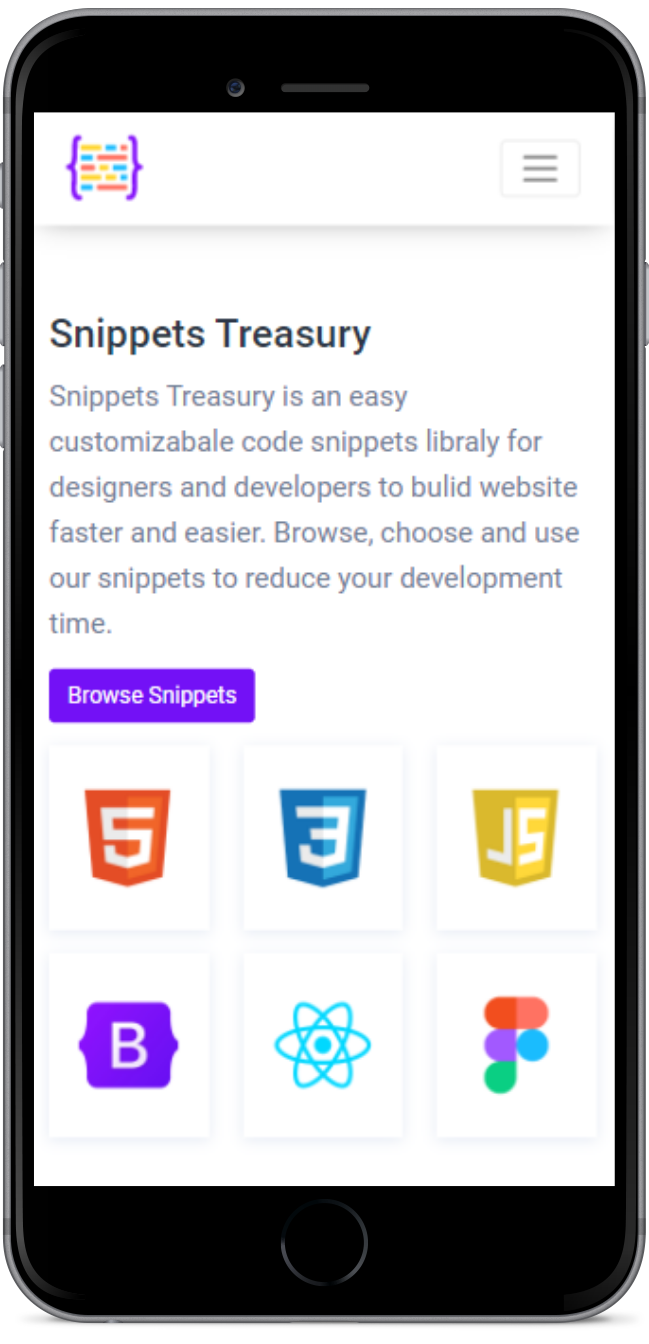 Snippets Treasury
Snippets Treasury is an easy
customizabale code snippets libraly for
designers and developers to bulid website
faster and easier. Browse, choose and use
our snippets to reduce your development
time.
Browse Snippets
5 3 JS
B